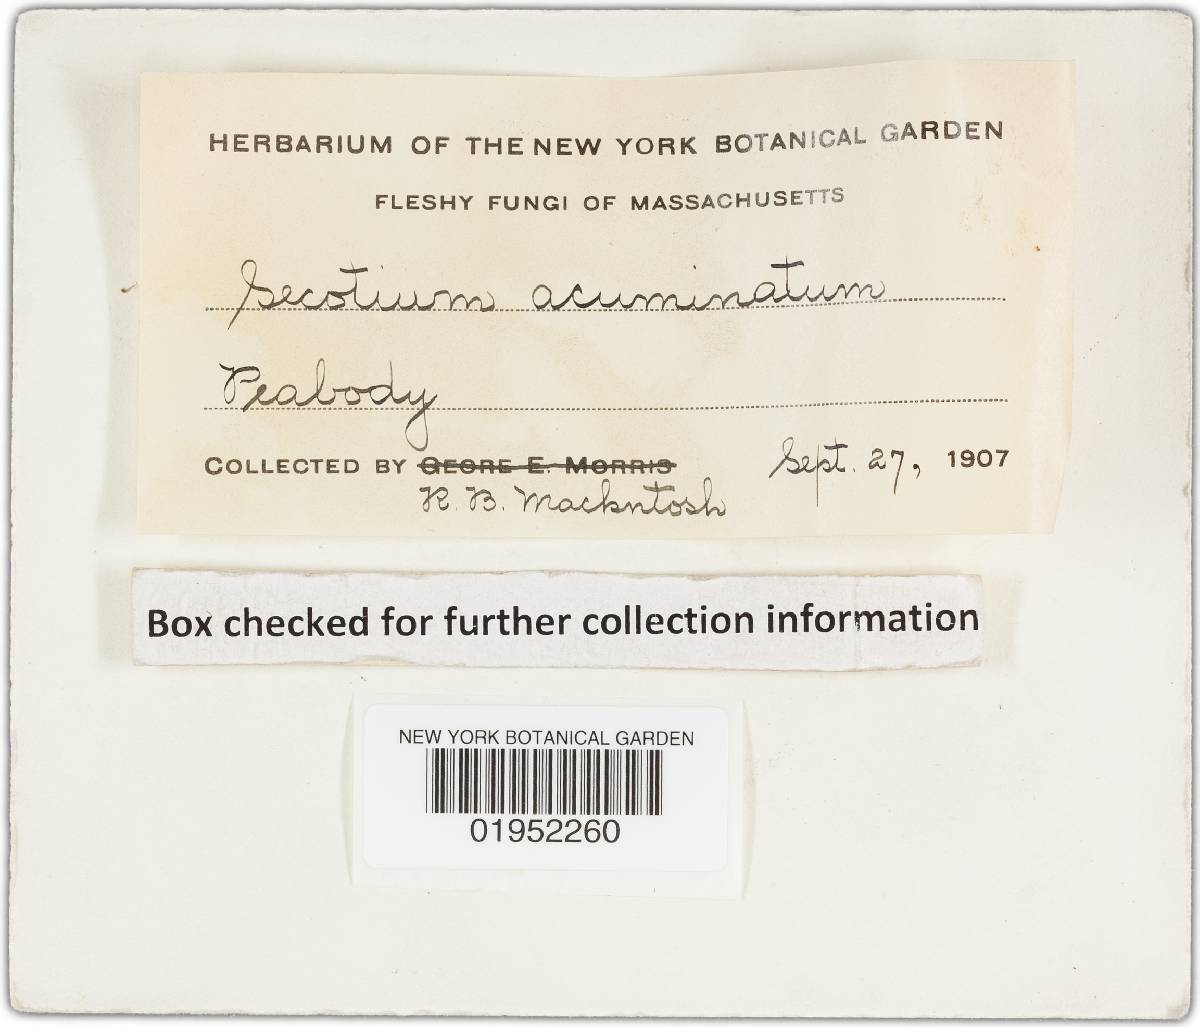 HERBARIUM OF THE NEW YORK BOTANICAL GARDEN
FLESHY FUNGI OF MASSACHUSETTS
Secotium acuminatum
Peabody
COLLECTED BY GEORE E. MORRIS Sept. 27, 1907
R. B. Mackntosh
Box checked for further collection information
NEW YORK BOTANICAL GARDEN
01952260